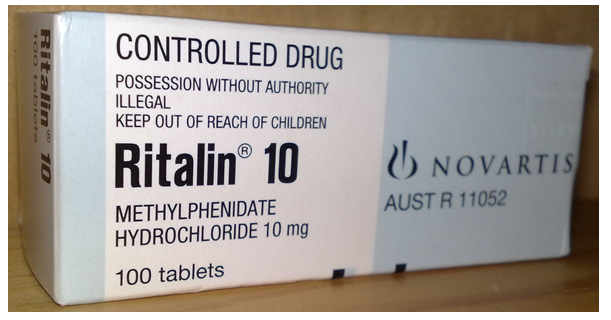 Ritalin® 10
100 tablets
CONTROLLED DRUG
POSSESSION WITHOUT AUTHORITY
ILLEGAL
KEEP OUT OF REACH OF CHILDREN
Ritalin® 10
METHYLPHENIDATE
HYDROCHLORIDE 10 mg
100 tablets
NOVARTIS
AUST R 11052